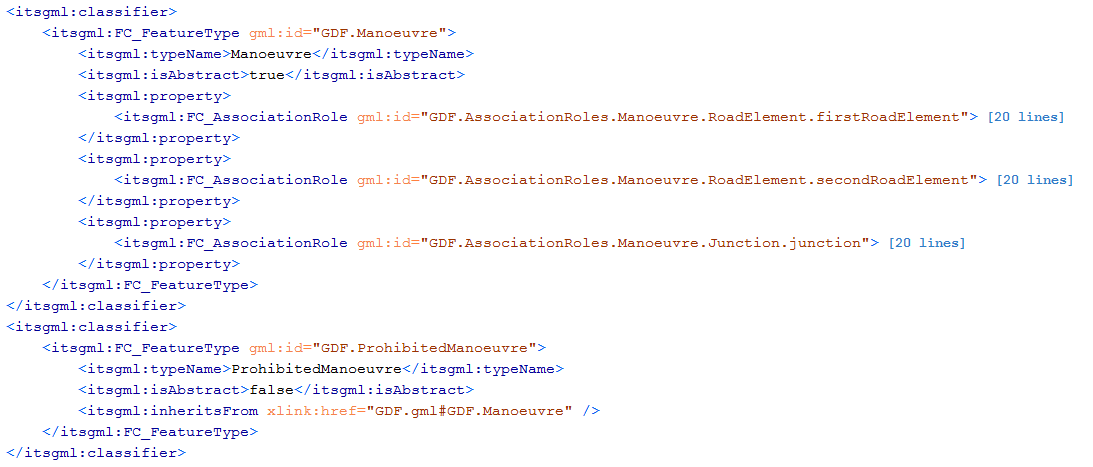 <itsgml:classifier>
<itsgml:FC_FeatureType gml:id="GDF.Manoeuvre">
<itsgml:typeName>Manoeuvre</itsgml:typeName>
<itsgml:isAbstract>true</itsgml:isAbstract>
<itsgml:property>
<itsgml:FC_AssociationRole gml:id="GDF.AssociationRoles.Manoeuvre.RoadElement.firstRoadElement"> [20 lines]
</itsgml:property>
<itsgml:property>
<itsgml:FC_AssociationRole gml:id="GDF.AssociationRoles.Manoeuvre.RoadElement.secondRoadElement"> [20 lines]
</itsgml:property>
<itsgml:property>
<itsgml:FC_AssociationRole gml:id="GDF.AssociationRoles.Manoeuvre.Junction.junction"> [20 lines]
</itsgml:property>
</itsgml:FC_FeatureType>
</itsgml:classifier>
<itsgml:classifier>
<itsgml:FC_FeatureType gml:id="GDF.ProhibitedManoeuvre">
<itsgml:typeName>ProhibitedManoeuvre</itsgml:typeName>
<itsgml:isAbstract>false</itsgml:isAbstract>
<itsgml:inheritsFrom xlink:href="GDF.gml#GDF.Manoeuvre" />
</itsgml:FC_FeatureType>
</itsgml:classifier>